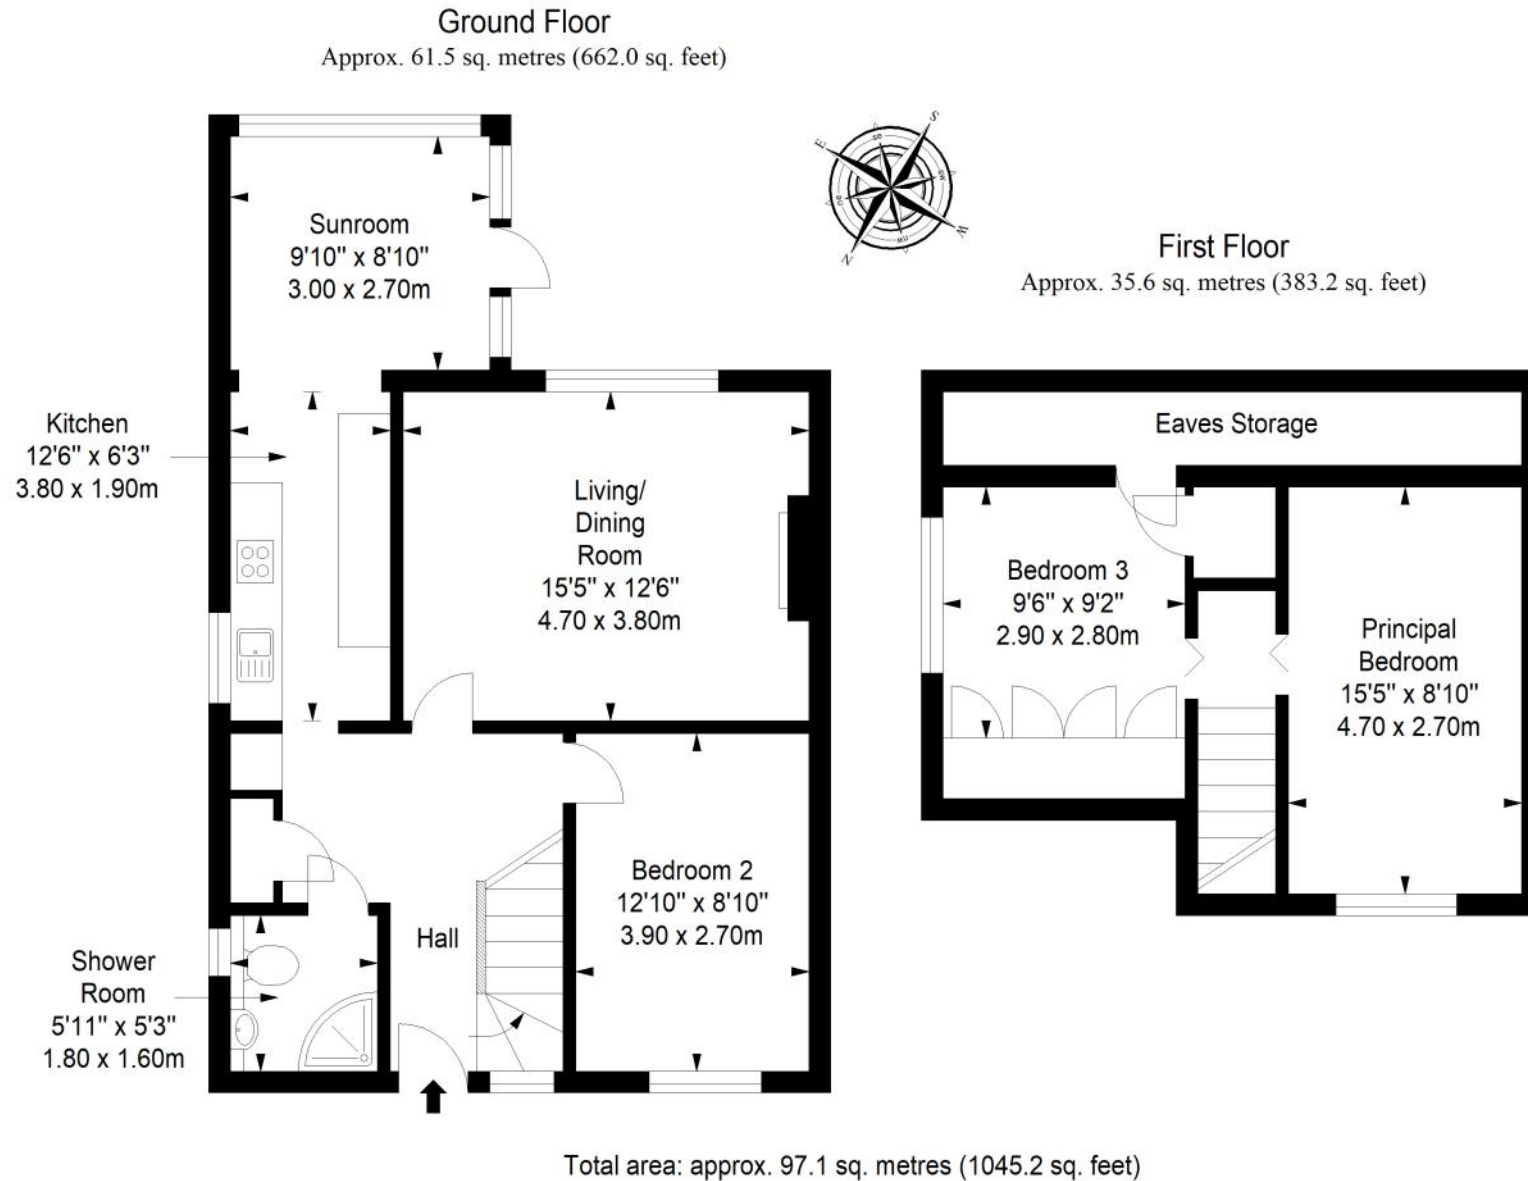 Ground Floor
Approx. 61.5 sq. metres (662.0 sq. feet)
S
SE
E
SW
NE
W
NW
N
Sunroom
9'10" x 8'10"
3.00 x 2.70m
First Floor
Approx. 35.6 sq. metres (383.2 sq. feet)
Kitchen
12'6" x 6'3"
3.80 x 1.90m
Living/
Dining
Room
15'5" x 12'6"
4.70 x 3.80m
Eaves Storage
Bedroom 3
9'6" x 9'2"
2.90 x 2.80m
Principal
Bedroom
15'5" x 8'10"
4.70 x 2.70m
Bedroom 2
12'10" x 8'10"
3.90 x 2.70m
Hall
Shower
Room
5'11" x 5'3"
1.80 x 1.60m
Total area: approx. 97.1 sq. metres (1045.2 sq. feet)